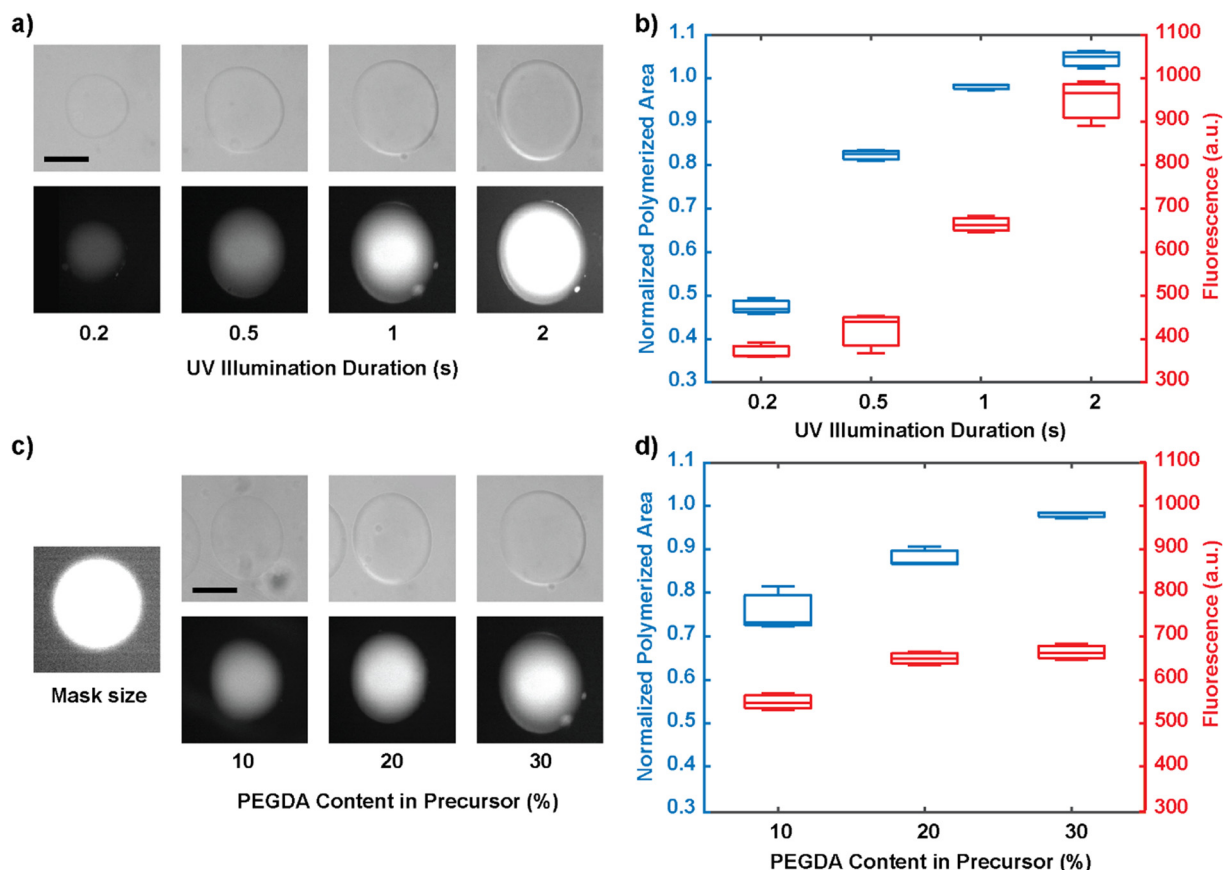 a)
0.2 0.5 1 2
UV Illumination Duration (s)
b)
Normalized Polymerized Area
1.1
1.0
0.9
0.8
0.7
0.6
0.5
0.4
0.3
1100
1000
900
800
700
600
500
400
300
Fluorescence (a.u.)
0.2 0.5 1 2
UV Illumination Duration (s)
c)
Mask size
10 20 30
PEGDA Content in Precursor (%)
d)
Normalized Polymerized Area
1.1
1.0
0.9
0.8
0.7
0.6
0.5
0.4
0.3
1100
1000
900
800
700
600
500
400
300
Fluorescence (a.u.)
10 20 30
PEGDA Content in Precursor (%)